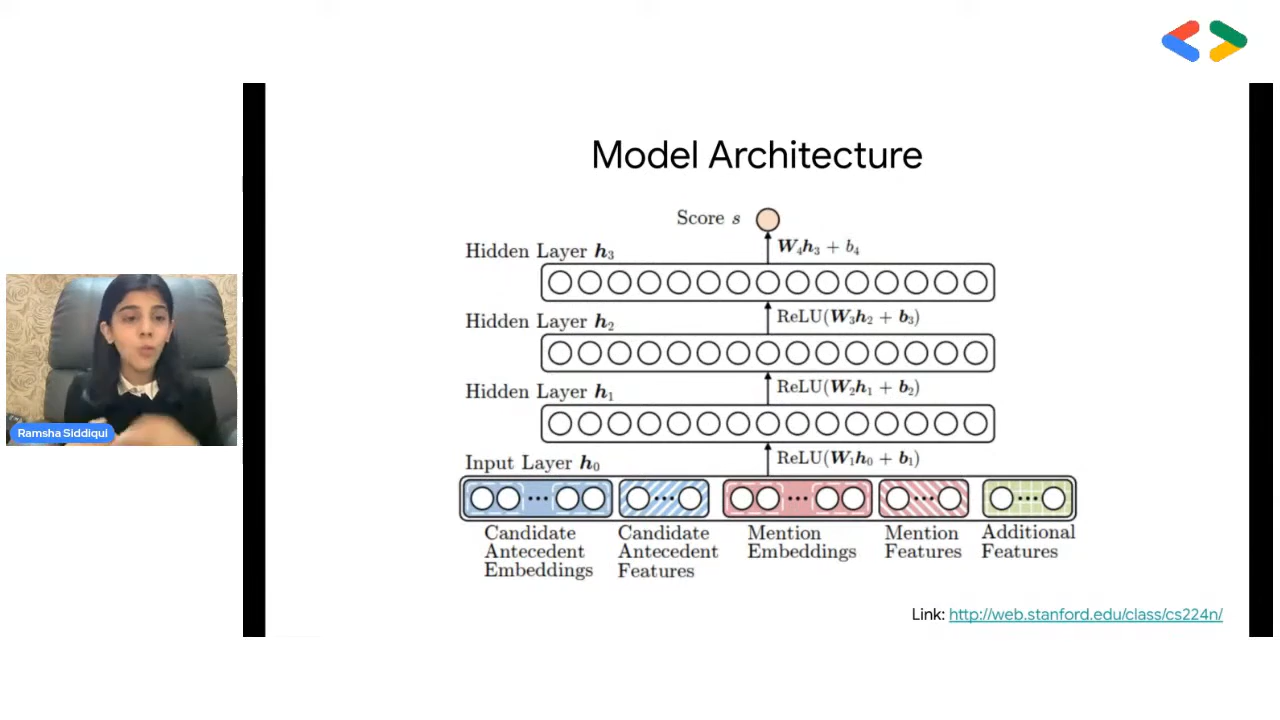 Model Architecture
Score s
W₄h₃ + b₄
Hidden Layer h₃
ReLU(W₃h₂ + b₃)
Hidden Layer h₂
ReLU(W₂h₁ + b₂)
Hidden Layer h₁
ReLU(W₁h₀ + b₁)
Input Layer h₀
Candidate
Antecedent
Embeddings
Candidate
Antecedent
Features
Mention
Embeddings
Mention
Features
Additional
Features
Link: http://web.stanford.edu/class/cs224n/
Ramsha Siddiqui